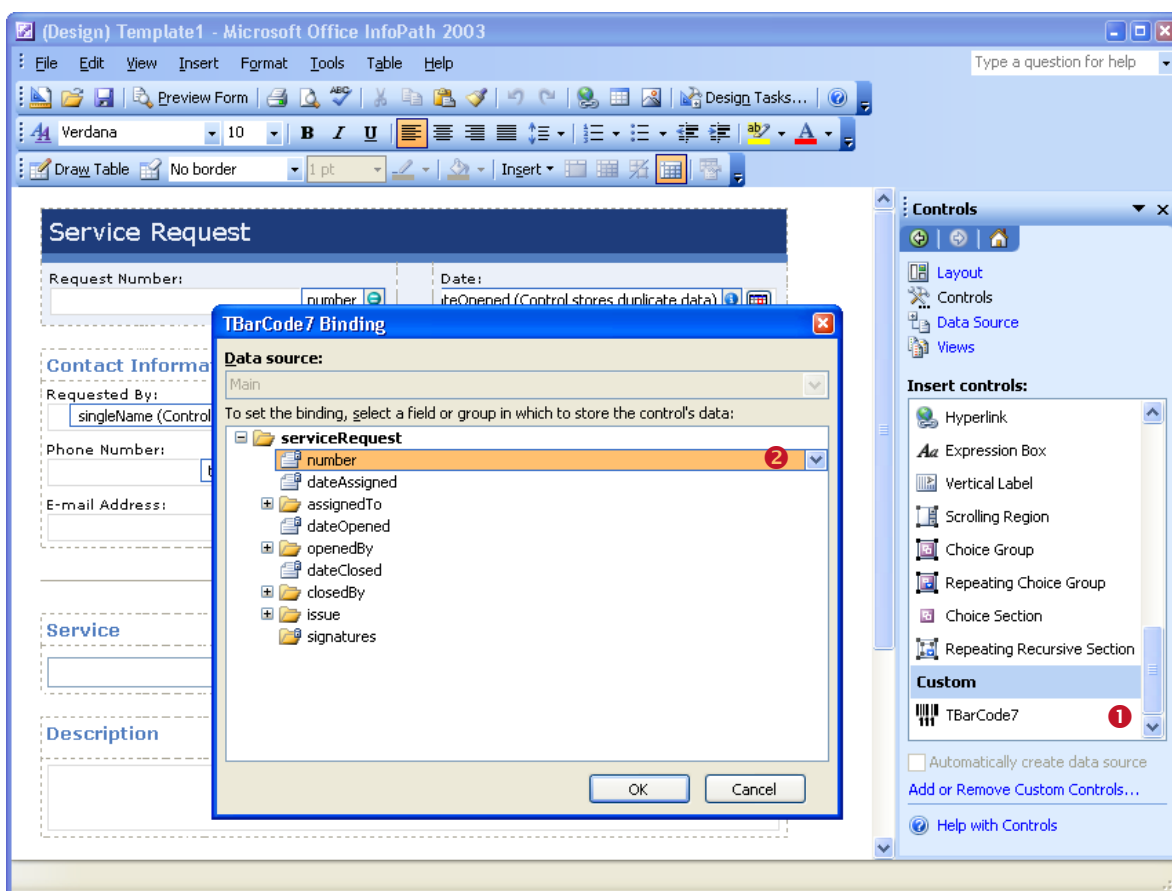 (Design) Template1 - Microsoft Office InfoPath 2003
File Edit View Insert Format Tools Table Help
Type a question for help
Preview Form
ABC
Design Tasks...
Verdana
10
B I U
ab
A
Draw Table
No border
1 pt
Insert
Service Request
Request Number:
Date:
number
teOpened (Control stores duplicate data)
Contact Informa
Requested By:
singleName (Control
Phone Number:
E-mail Address:
Service
Description
TBarCode7 Binding
Data source:
Main
To set the binding, select a field or group in which to store the control's data:
serviceRequest
number
2
dateAssigned
assignedTo
dateOpened
openedBy
dateClosed
closedBy
issue
signatures
OK
Cancel
Controls
Layout
Controls
Data Source
Views
Insert controls:
Hyperlink
Expression Box
Vertical Label
Scrolling Region
Choice Group
Repeating Choice Group
Choice Section
Repeating Recursive Section
Custom
TBarCode7
1
Automatically create data source
Add or Remove Custom Controls...
Help with Controls